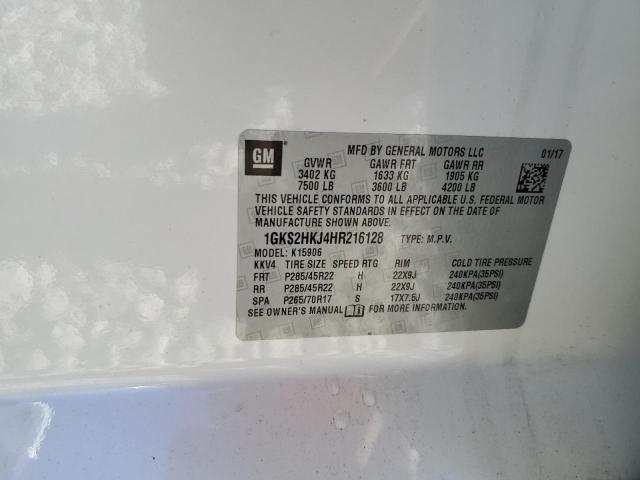 GM
MFD BY GENERAL MOTORS LLC 01/17
GVWR GAWR FRT GAWR RR
3402 KG 1633 KG 1905 KG
7500 LB 3600 LB 4200 LB
THIS VEHICLE CONFORMS TO ALL APPLICABLE U.S. FEDERAL MOTOR
VEHICLE SAFETY STANDARDS IN EFFECT ON THE DATE OF
MANUFACTURE SHOWN ABOVE.
1GKS2HKJ4HR216128 TYPE: M.P.V.
MODEL: K15906
KKV4 TIRE SIZE SPEED RTG RIM COLD TIRE PRESSURE
FRT P285/45R22 H 22X9J 240KPA(35PSI)
RR P285/45R22 H 22X9J 240KPA(35PSI)
SPA P265/70R17 S 17X7.5J 240KPA(35PSI)
SEE OWNER'S MANUAL FOR MORE INFORMATION.